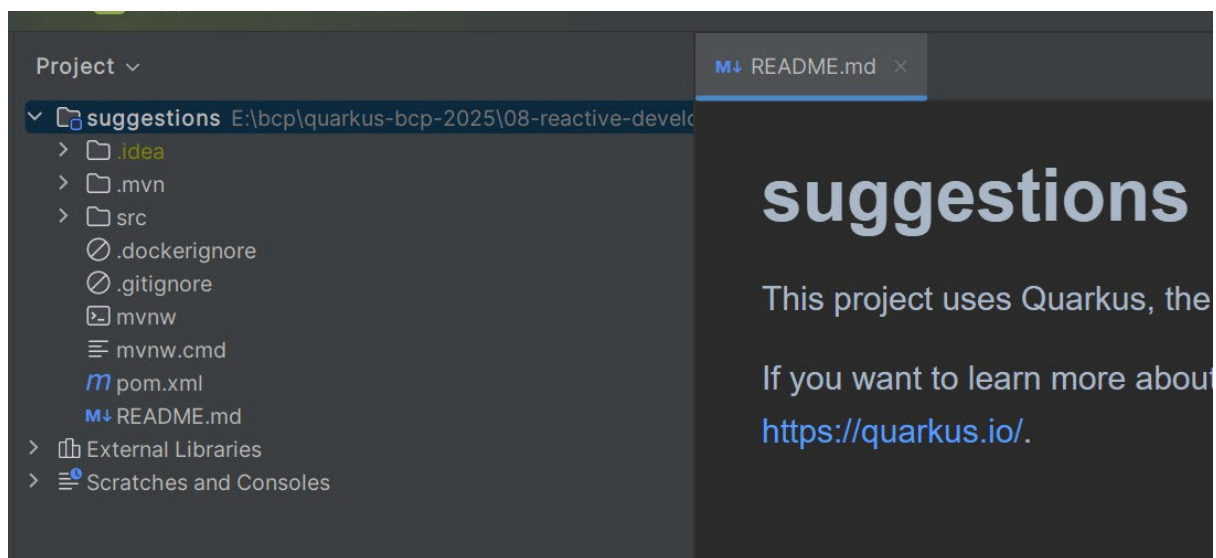 Project
suggestions E:\bcp\quarkus-bcp-2025\08-reactive-develo
.idea
.mvn
src
.dockerignore
.gitignore
mvnw
mvnw.cmd
m pom.xml
M↓ README.md
External Libraries
Scratches and Consoles
M↓ README.md
suggestions
This project uses Quarkus, the
If you want to learn more about
https://quarkus.io/.